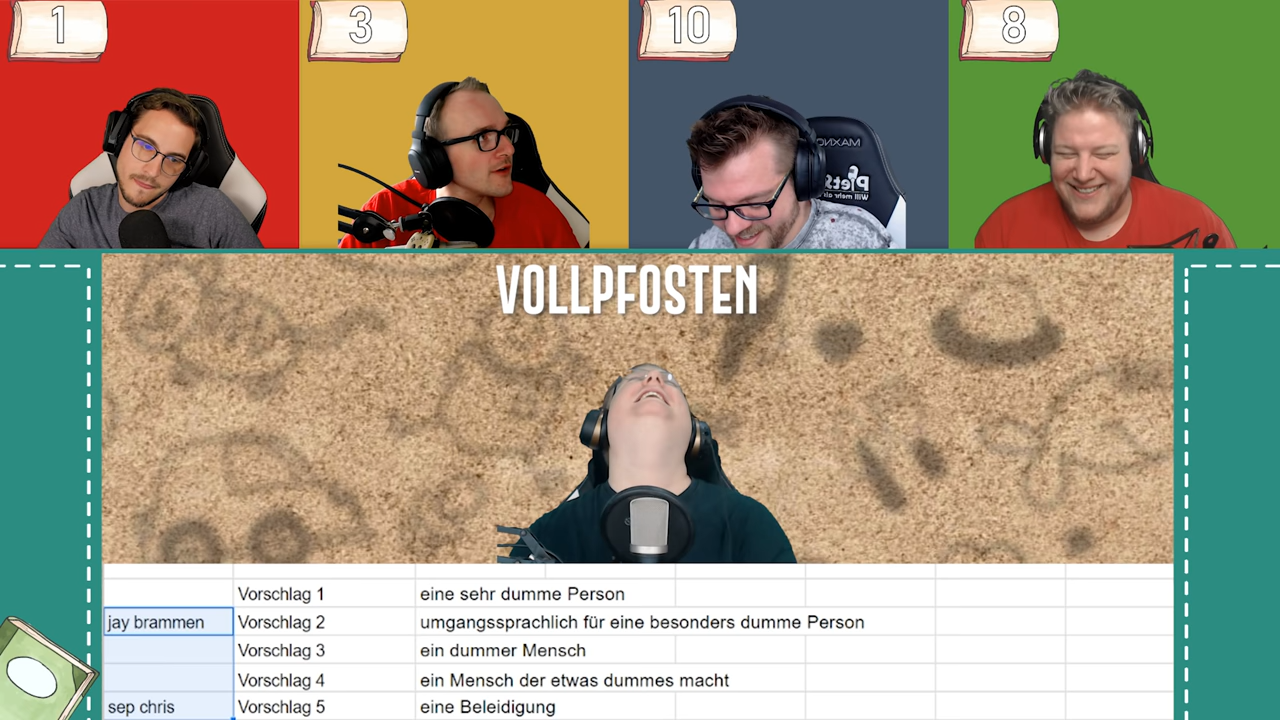 1
3
10
8
VOLLPFOSTEN
Vorschlag 1 eine sehr dumme Person
jay brammen Vorschlag 2 umgangssprachlich für eine besonders dumme Person
Vorschlag 3 ein dummer Mensch
Vorschlag 4 ein Mensch der etwas dummes macht
sep chris Vorschlag 5 eine Beleidigung